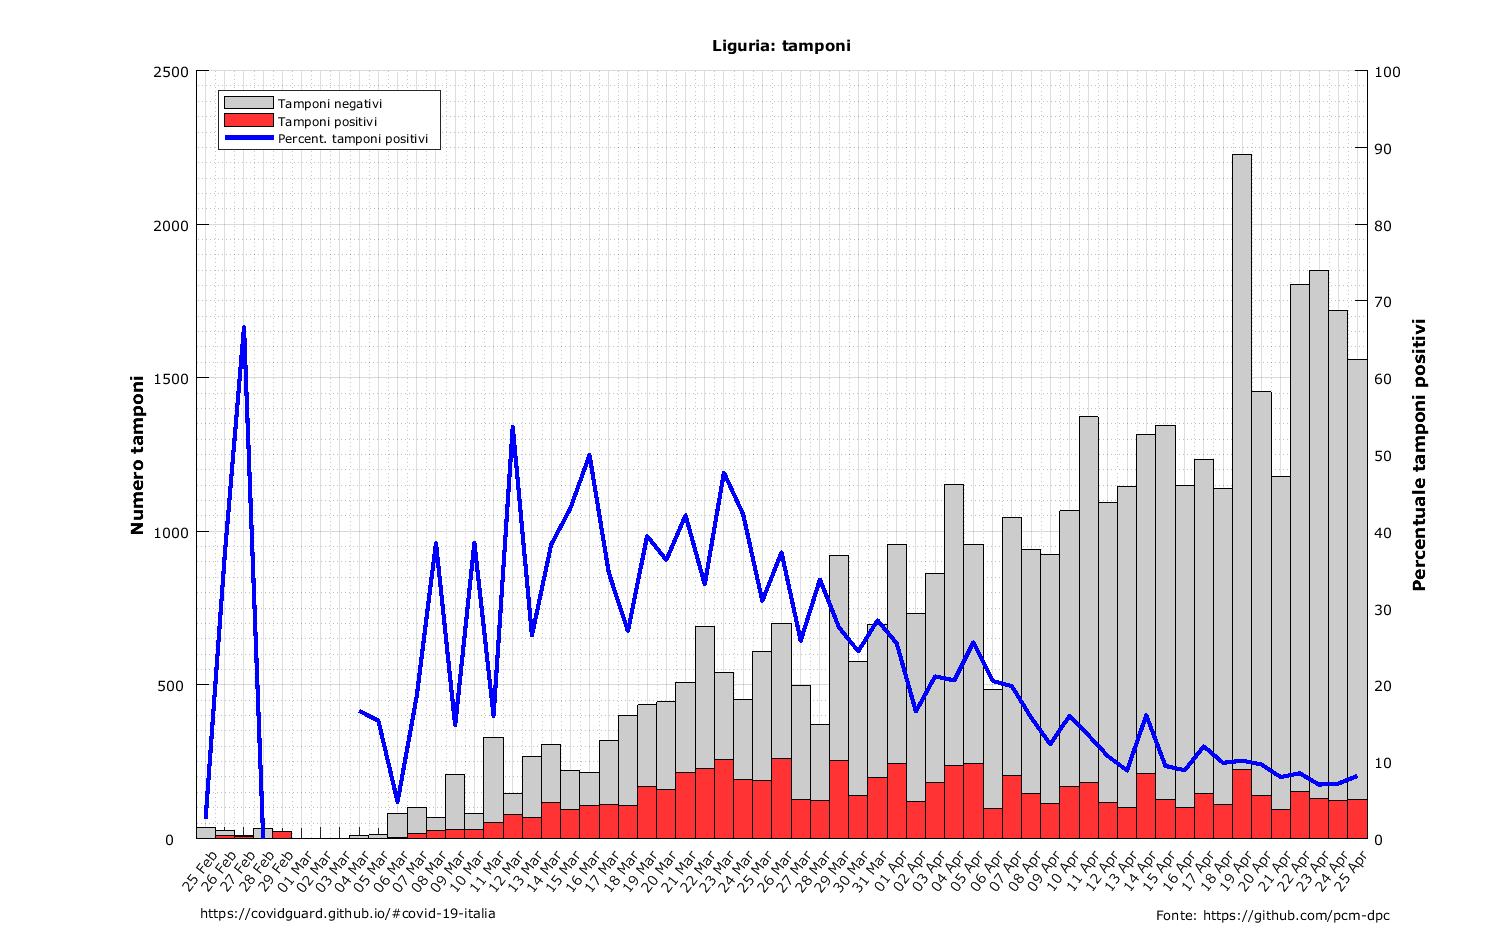 Liguria: tamponi
2500
2000
1500
1000
500
0
Numero tamponi
Tamponi negativi
Tamponi positivi
Percent. tamponi positivi
100
90
80
70
60
50
40
30
20
10
0
Percentuale tamponi positivi
25 Feb
26 Feb
27 Feb
28 Feb
29 Feb
01 Mar
02 Mar
03 Mar
04 Mar
05 Mar
06 Mar
07 Mar
08 Mar
09 Mar
10 Mar
11 Mar
12 Mar
13 Mar
14 Mar
15 Mar
16 Mar
17 Mar
18 Mar
19 Mar
20 Mar
21 Mar
22 Mar
23 Mar
24 Mar
25 Mar
26 Mar
27 Mar
28 Mar
29 Mar
30 Mar
31 Mar
01 Apr
02 Apr
03 Apr
04 Apr
05 Apr
06 Apr
07 Apr
08 Apr
09 Apr
10 Apr
11 Apr
12 Apr
13 Apr
14 Apr
15 Apr
16 Apr
17 Apr
18 Apr
19 Apr
20 Apr
21 Apr
22 Apr
23 Apr
24 Apr
25 Apr
https://covidguard.github.io/#covid-19-italia
Fonte: https://github.com/pcm-dpc